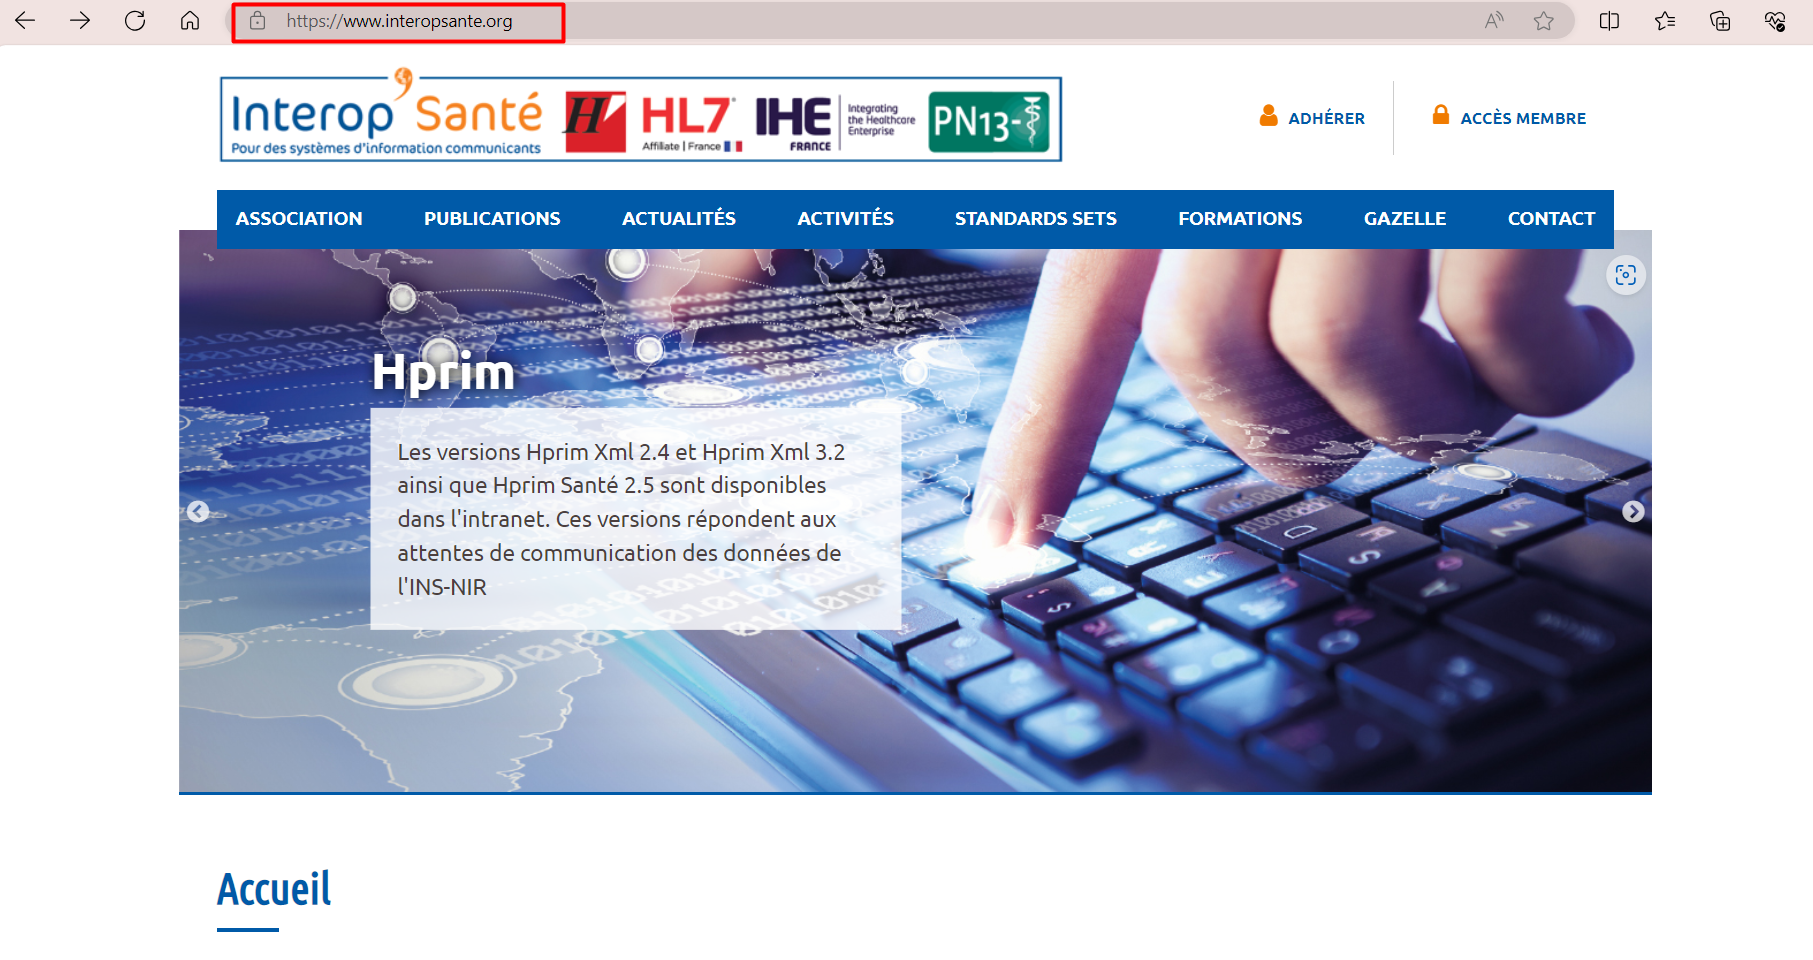 https://www.interopsante.org
Interop'Santé
Pour des systèmes d'information communicants
H'
HL7
Affiliate | France
IHE
FRANCE
Integrating
the Healthcare
Enterprise
PN13-
ADHÉRER
ACCÈS MEMBRE
ASSOCIATION PUBLICATIONS ACTUALITÉS ACTIVITÉS STANDARDS SETS FORMATIONS GAZELLE CONTACT
Hprim
Les versions Hprim Xml 2.4 et Hprim Xml 3.2
ainsi que Hprim Santé 2.5 sont disponibles
dans l'intranet. Ces versions répondent aux
attentes de communication des données de
l'INS-NIR
Accueil